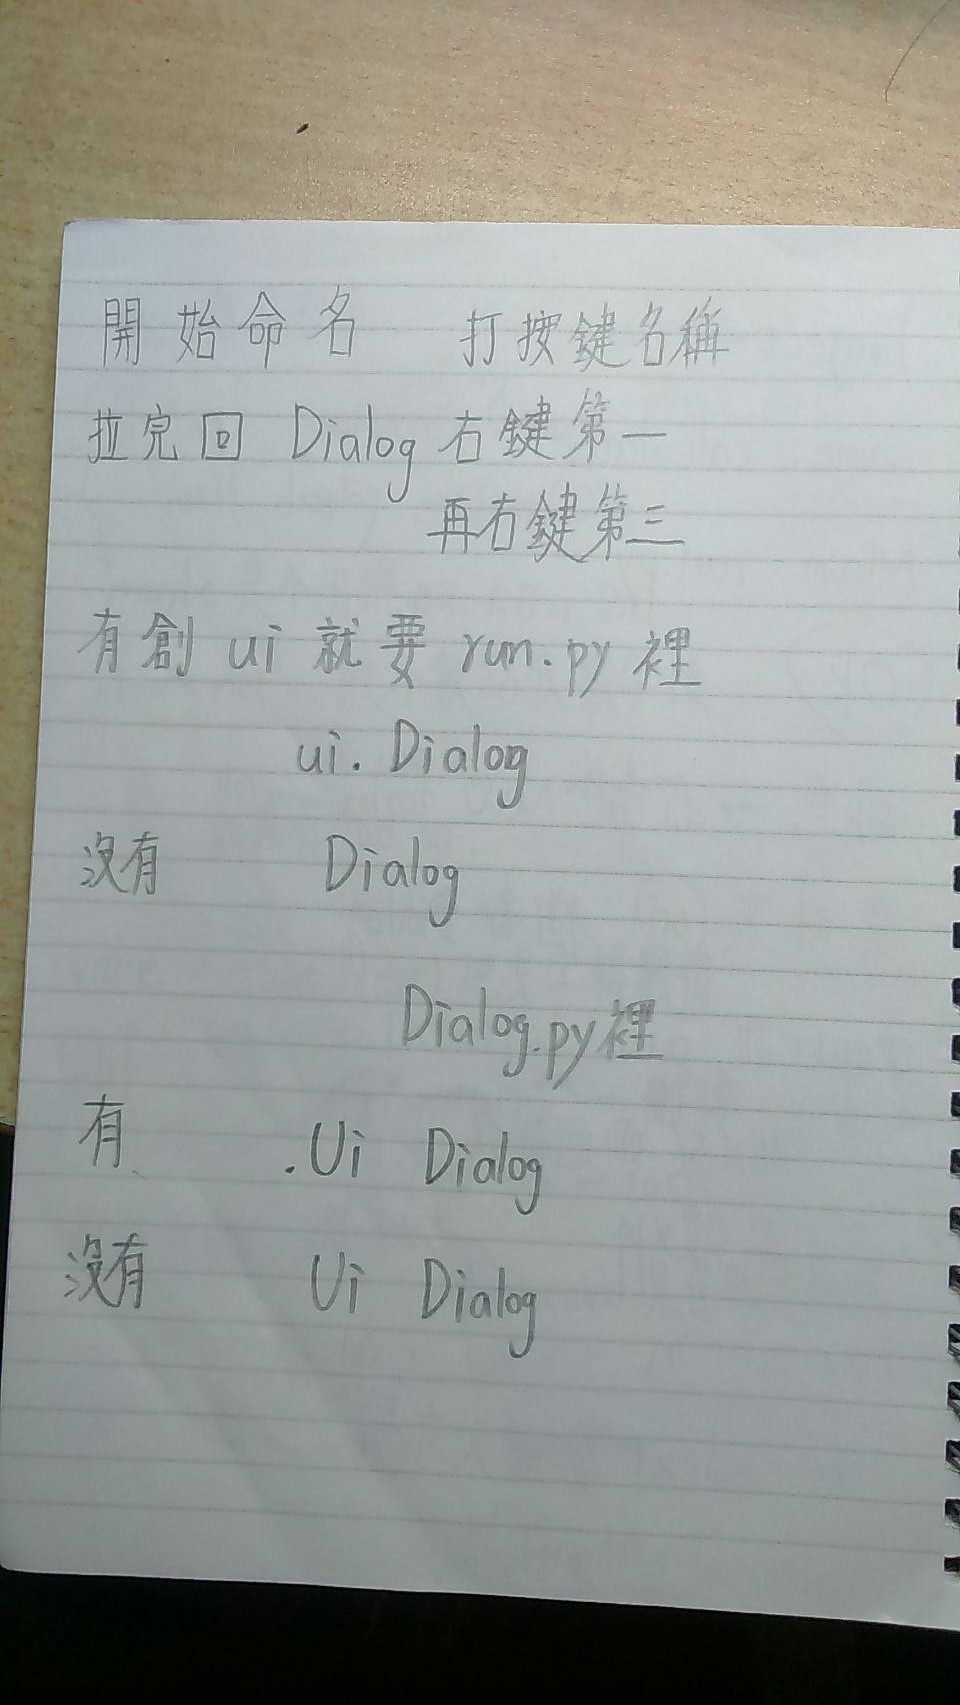 開始命名 打按鍵名稱
拉完回 Dialog 右鍵第一
再右鍵第三
有創 ui 就要 run.py 裡
ui. Dialog
沒有 Dialog
Dialog.py裡
有 .Ui Dialog
沒有 Ui Dialog